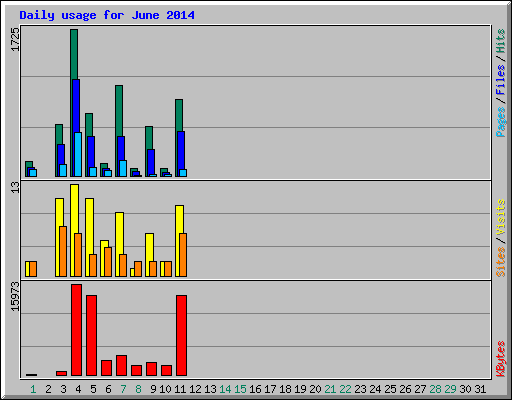 Daily usage for June 2014
1725
Pages/Files/Hits
13
Sites/Visits
15973
KBytes
1 2 3 4 5 6 7 8 9 10 11 12 13 14 15 16 17 18 19 20 21 22 23 24 25 26 27 28 29 30 31